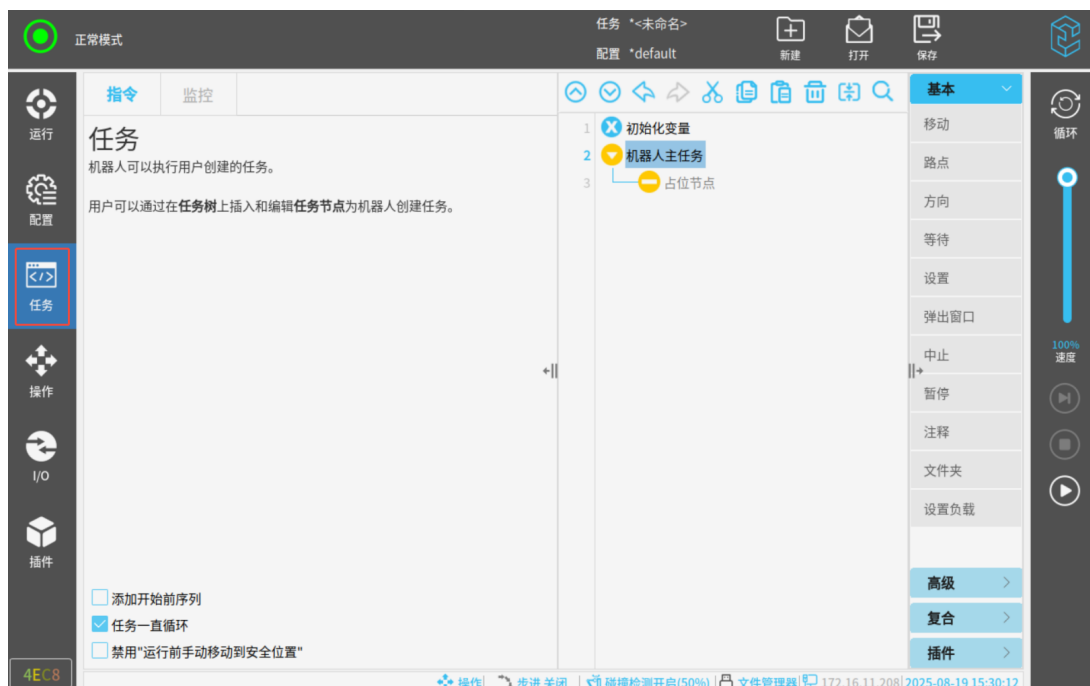 正常模式
任务 *<未命名>
配置 *default
新建
打开
保存
运行
配置
任务
操作
I/O
插件
4EC8
指令
监控
任务
机器人可以执行用户创建的任务。
用户可以通过在任务树上插入和编辑任务节点为机器人创建任务。
添加开始前序列
任务一直循环
禁用"运行前手动移动到安全位置"
1 初始化变量
2 机器人主任务
3 占位节点
基本
移动
路点
方向
等待
设置
弹出窗口
中止
暂停
注释
文件夹
设置负载
高级
复合
插件
循环
100%
速度
操作 步进 关闭 碰撞检测开启(50%) 文件管理器 172.16.11.208 2025-08-19 15:30:12